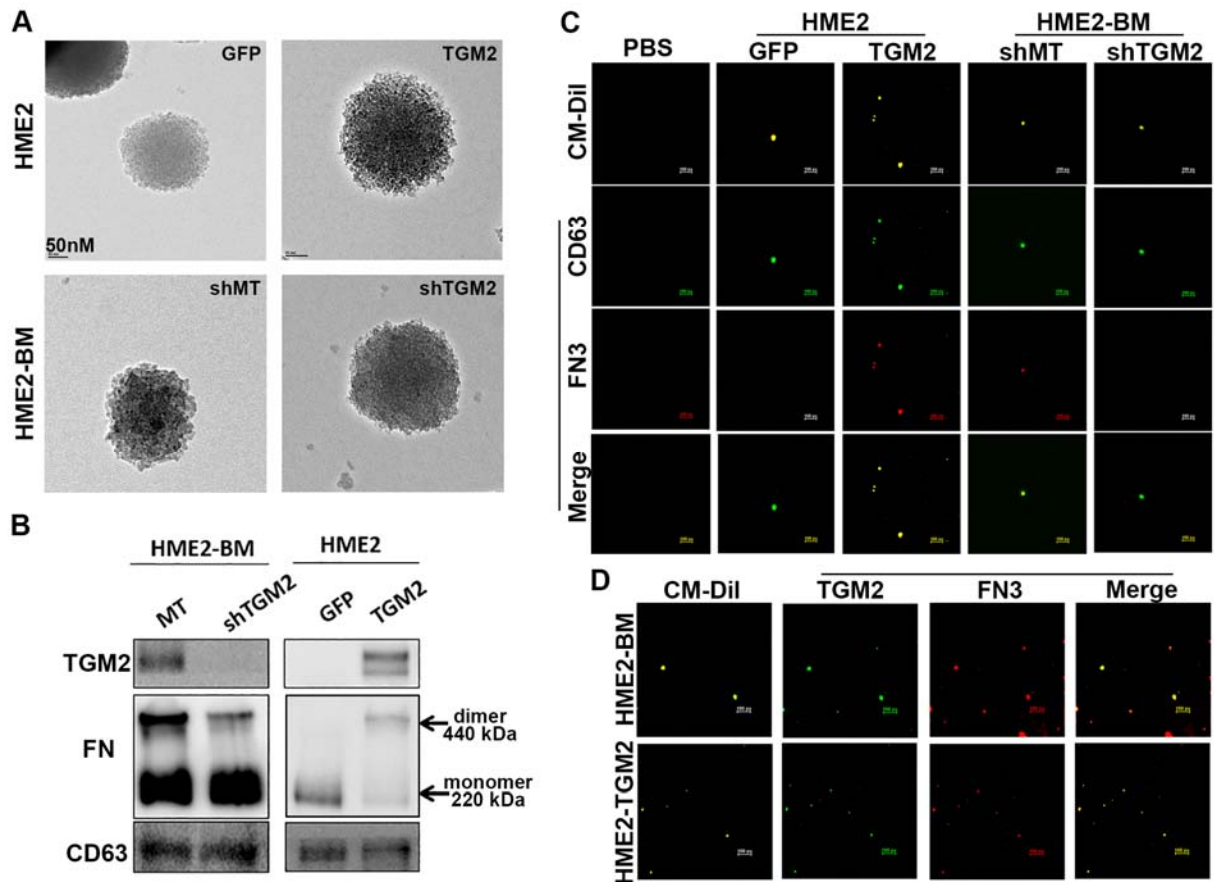 A
HME2
GFP
50nM
TGM2
HME2-BM
shMT
shTGM2
B
HME2-BM
HME2
MT
shTGM2
GFP
TGM2
TGM2
FN
dimer
440 kDa
monomer
220 kDa
CD63
C
HME2
HME2-BM
PBS
GFP
TGM2
shMT
shTGM2
CM-Dil
CD63
FN3
Merge
D
CM-Dil
TGM2
FN3
Merge
HME2-BM
HME2-TGM2